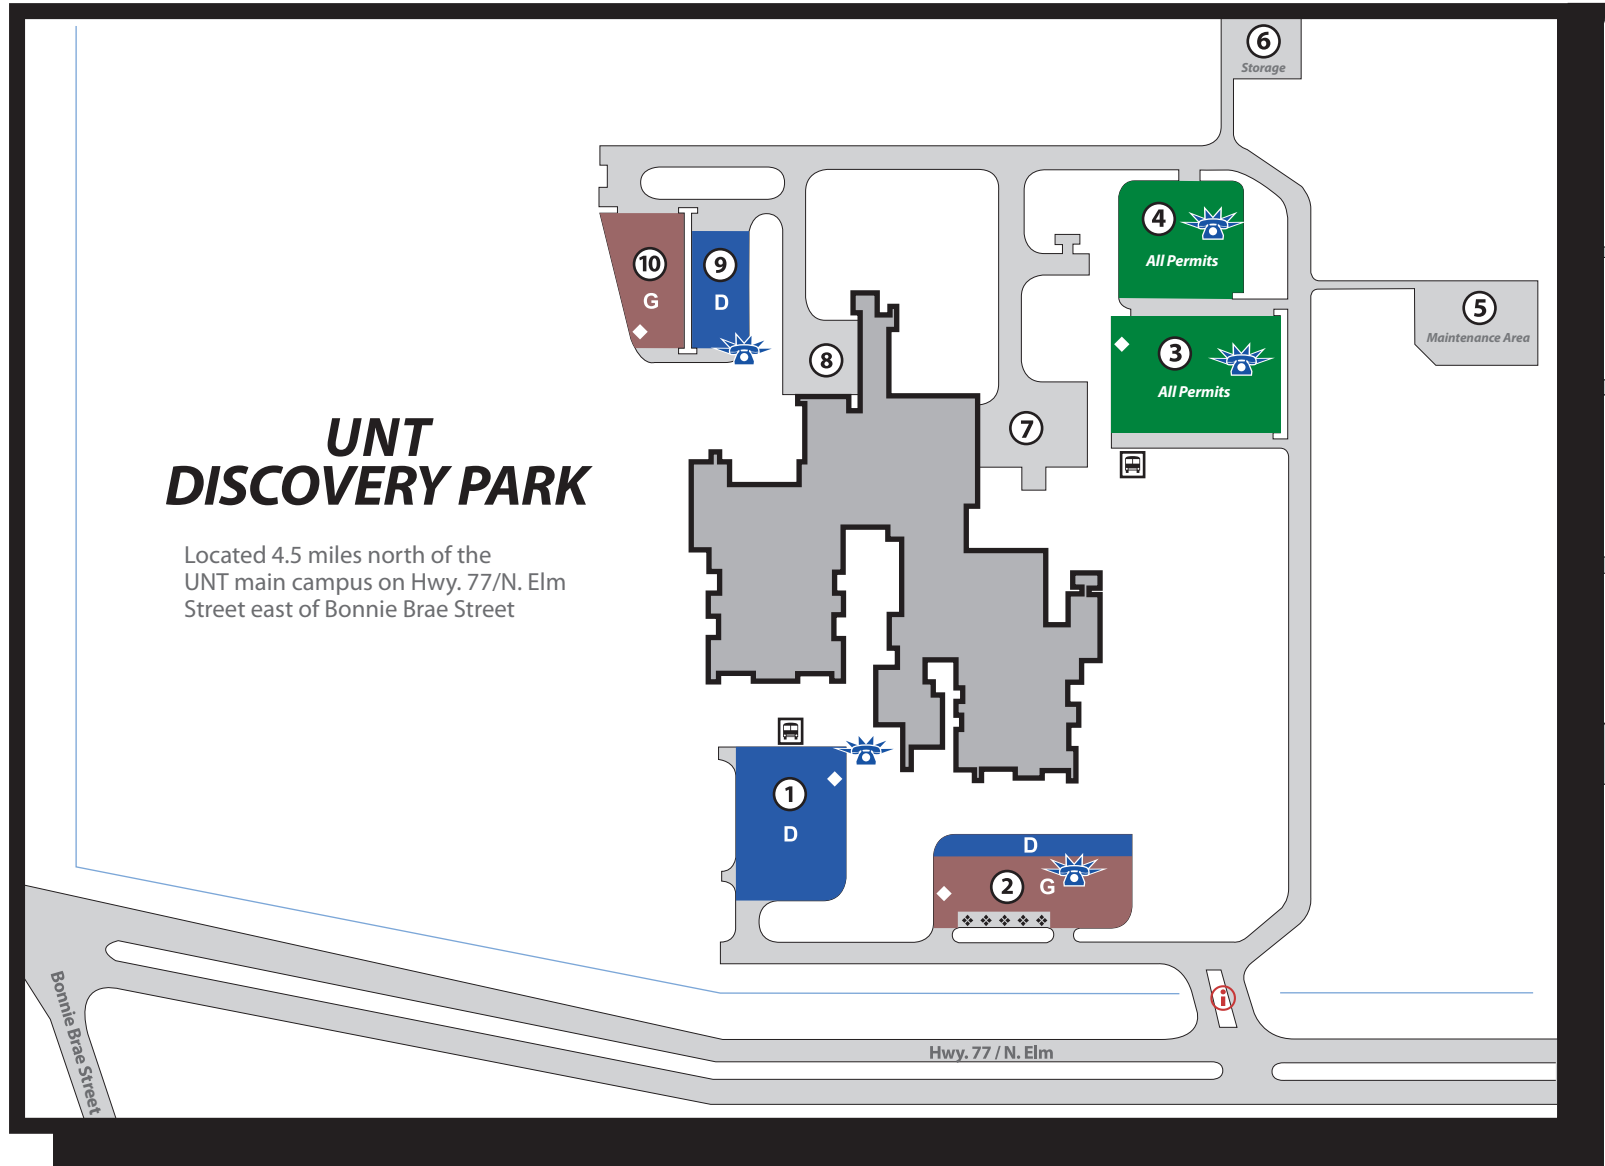 6
Storage
4
All Permits
10
G
9
D
5
Maintenance Area
8
3
All Permits
7
UNT
DISCOVERY PARK
Located 4.5 miles north of the
UNT main campus on Hwy. 77/N. Elm
Street east of Bonnie Brae Street
1
D
D
2
G
i
Bonnie Brae Street
Hwy. 77 / N. Elm